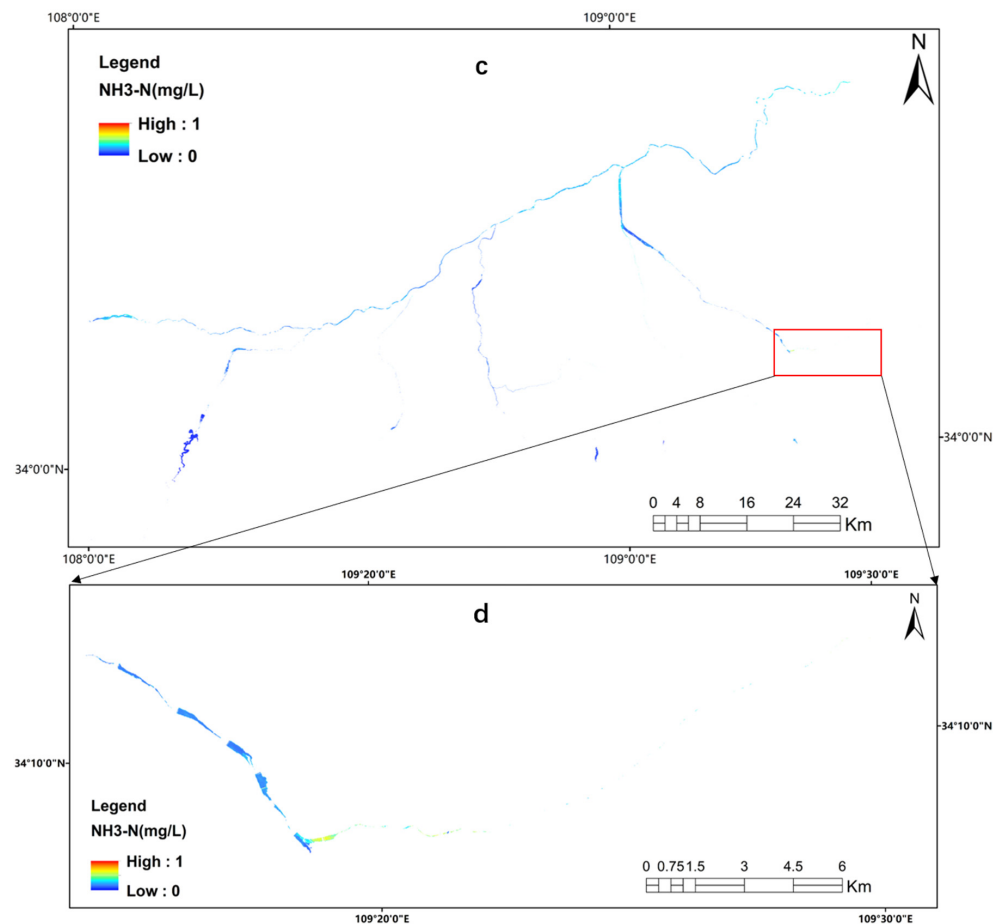 108°0'0"E 109°0'0"E
Legend
NH3-N(mg/L)
High : 1
Low : 0
c
N
34°0'0"N
34°0'0"N
0 4 8 16 24 32
Km
108°0'0"E 109°0'0"E
109°20'0"E 109°30'0"E
d
N
34°10'0"N
34°10'0"N
Legend
NH3-N(mg/L)
High : 1
Low : 0
0 0.75 1.5 3 4.5 6
Km
109°20'0"E 109°30'0"E